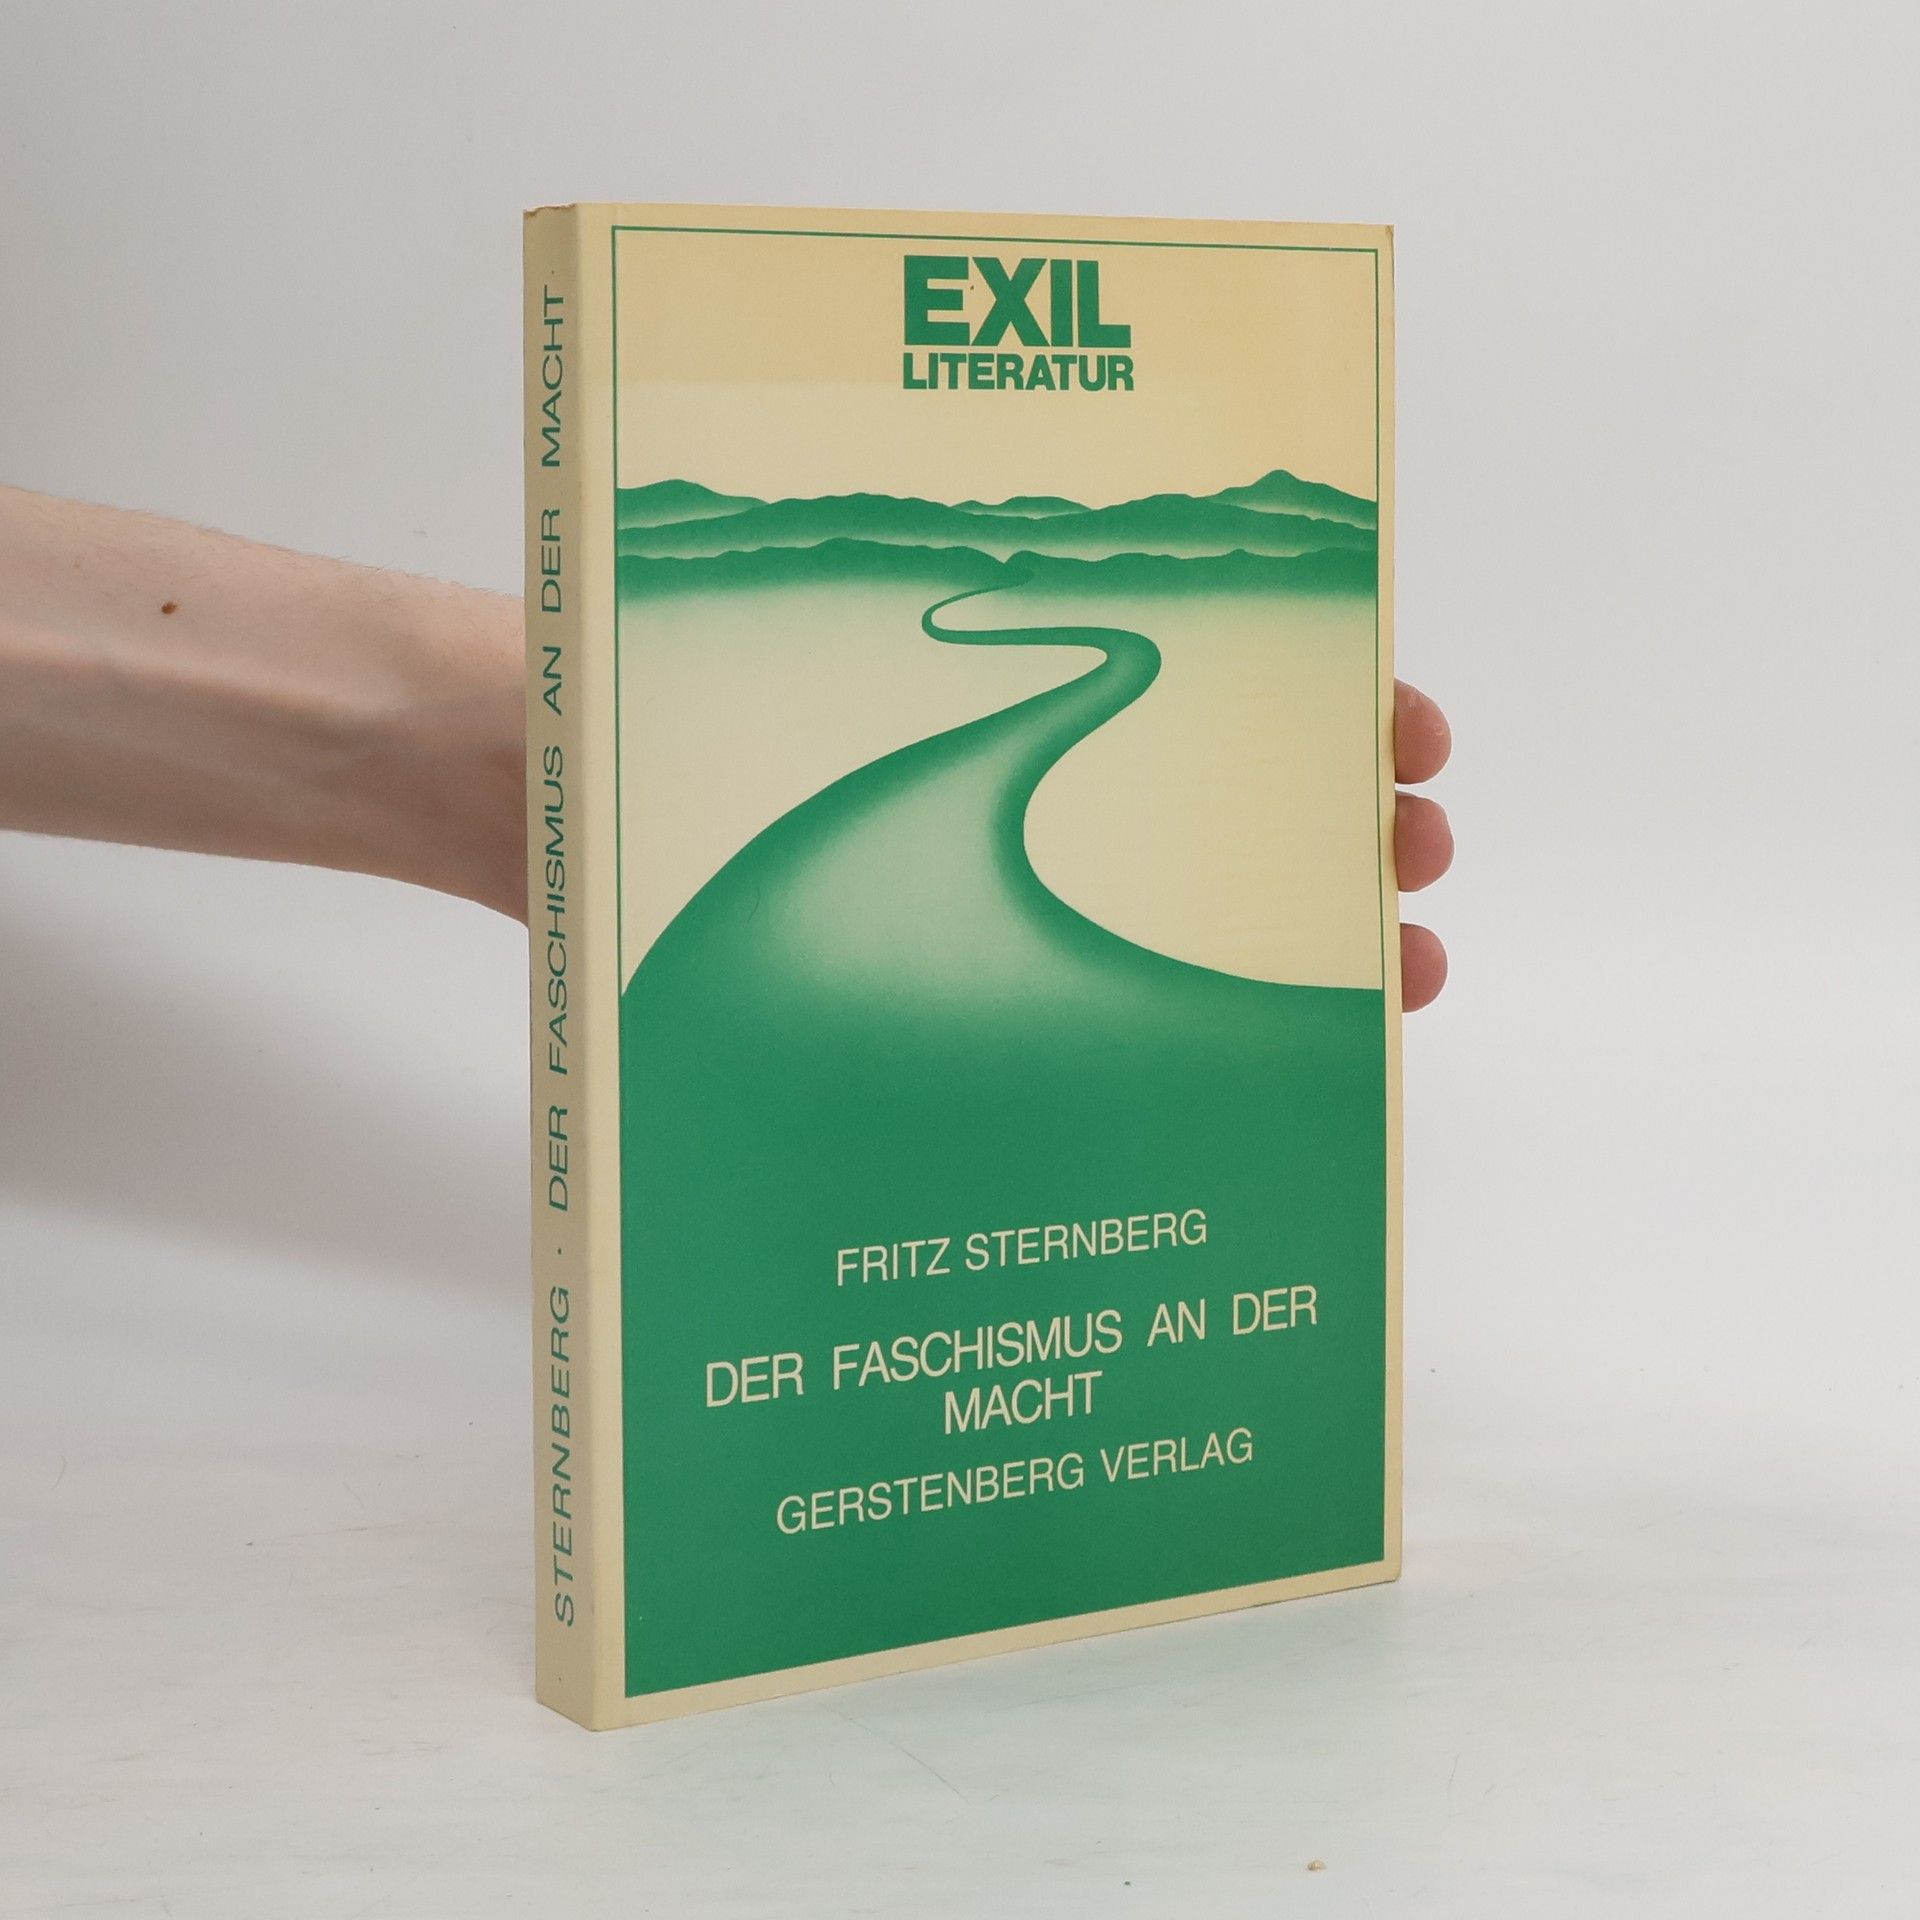 STERNBERG · DER FASCHISMUS AN DER MACHT ·
EXIL
LITERATUR
FRITZ STERNBERG
DER FASCHISMUS AN DER
MACHT
GERSTENBERG VERLAG